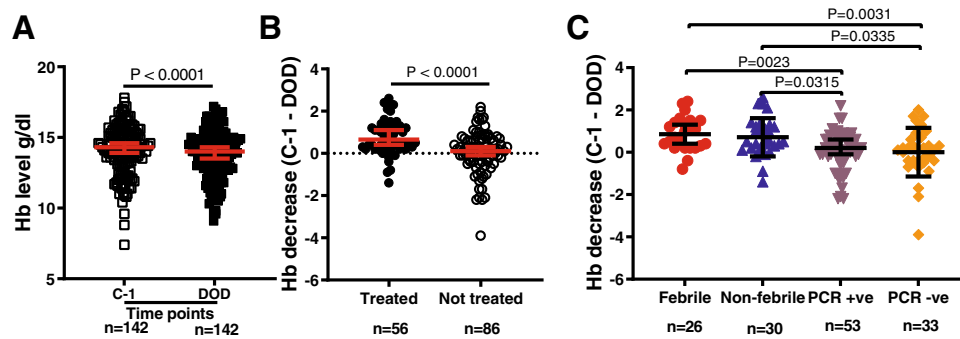 A
P < 0.0001
Hb level g/dl
20
15
10
5
C-1
DOD
Time points
n=142
n=142
B
P < 0.0001
Hb decrease (C-1 - DOD)
4
2
0
-2
-4
-6
Treated
Not treated
n=56
n=86
C
P=0.0031
P=0.0335
P=0023
P=0.0315
Hb decrease (C-1 - DOD)
4
2
0
-2
-4
-6
Febrile
Non-febrile
PCR +ve
PCR -ve
n=26
n=30
n=53
n=33